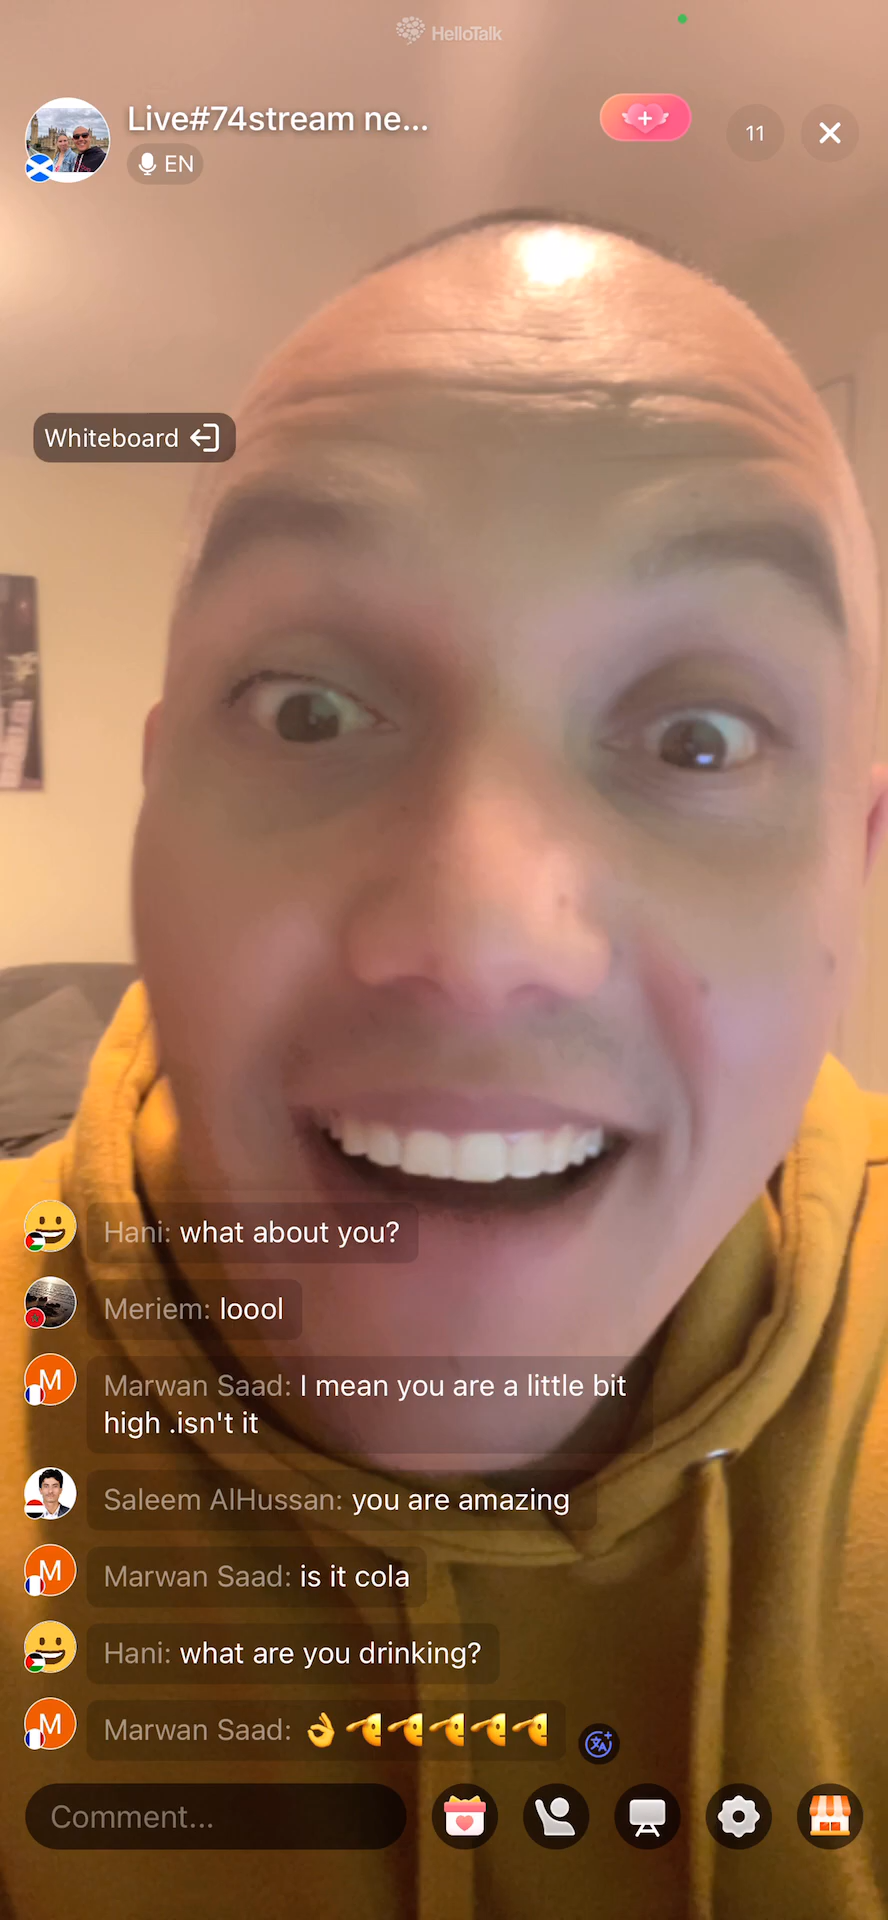 HelloTalk
Live#74stream ne...
EN
11
Whiteboard
Hani: what about you?
Meriem: loool
M
Marwan Saad: I mean you are a little bit
high .isn't it
Saleem AlHussan: you are amazing
M
Marwan Saad: is it cola
Hani: what are you drinking?
M
Marwan Saad: 👌🫡🫡🫡🫡🫡
Comment...